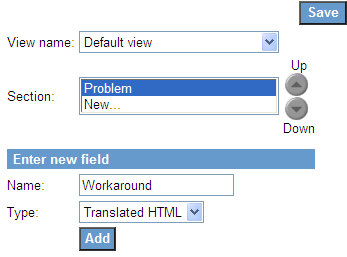 Save
View name: Default view
Up
Section: Problem
New...
Down
Enter new field
Name: Workaround
Type: Translated HTML
Add